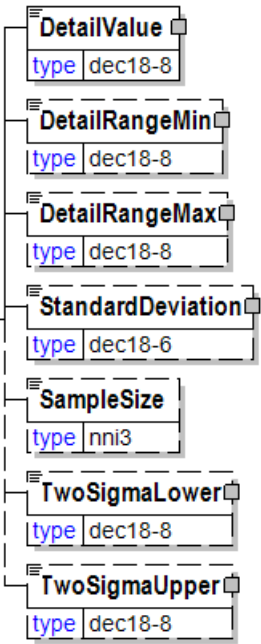 DetailValue
type dec18-8
DetailRangeMin
type dec18-8
DetailRangeMax
type dec18-8
StandardDeviation
type dec18-6
SampleSize
type nni3
TwoSigmaLower
type dec18-8
TwoSigmaUpper
type dec18-8